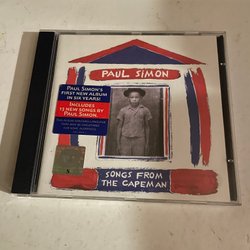 PAUL SIMON
PAUL SIMON'S
FIRST NEW ALBUM
IN SIX YEARS!
INCLUDES
13 NEW SONGS BY
PAUL SIMON.
SONGS FROM
THE CAPEMAN